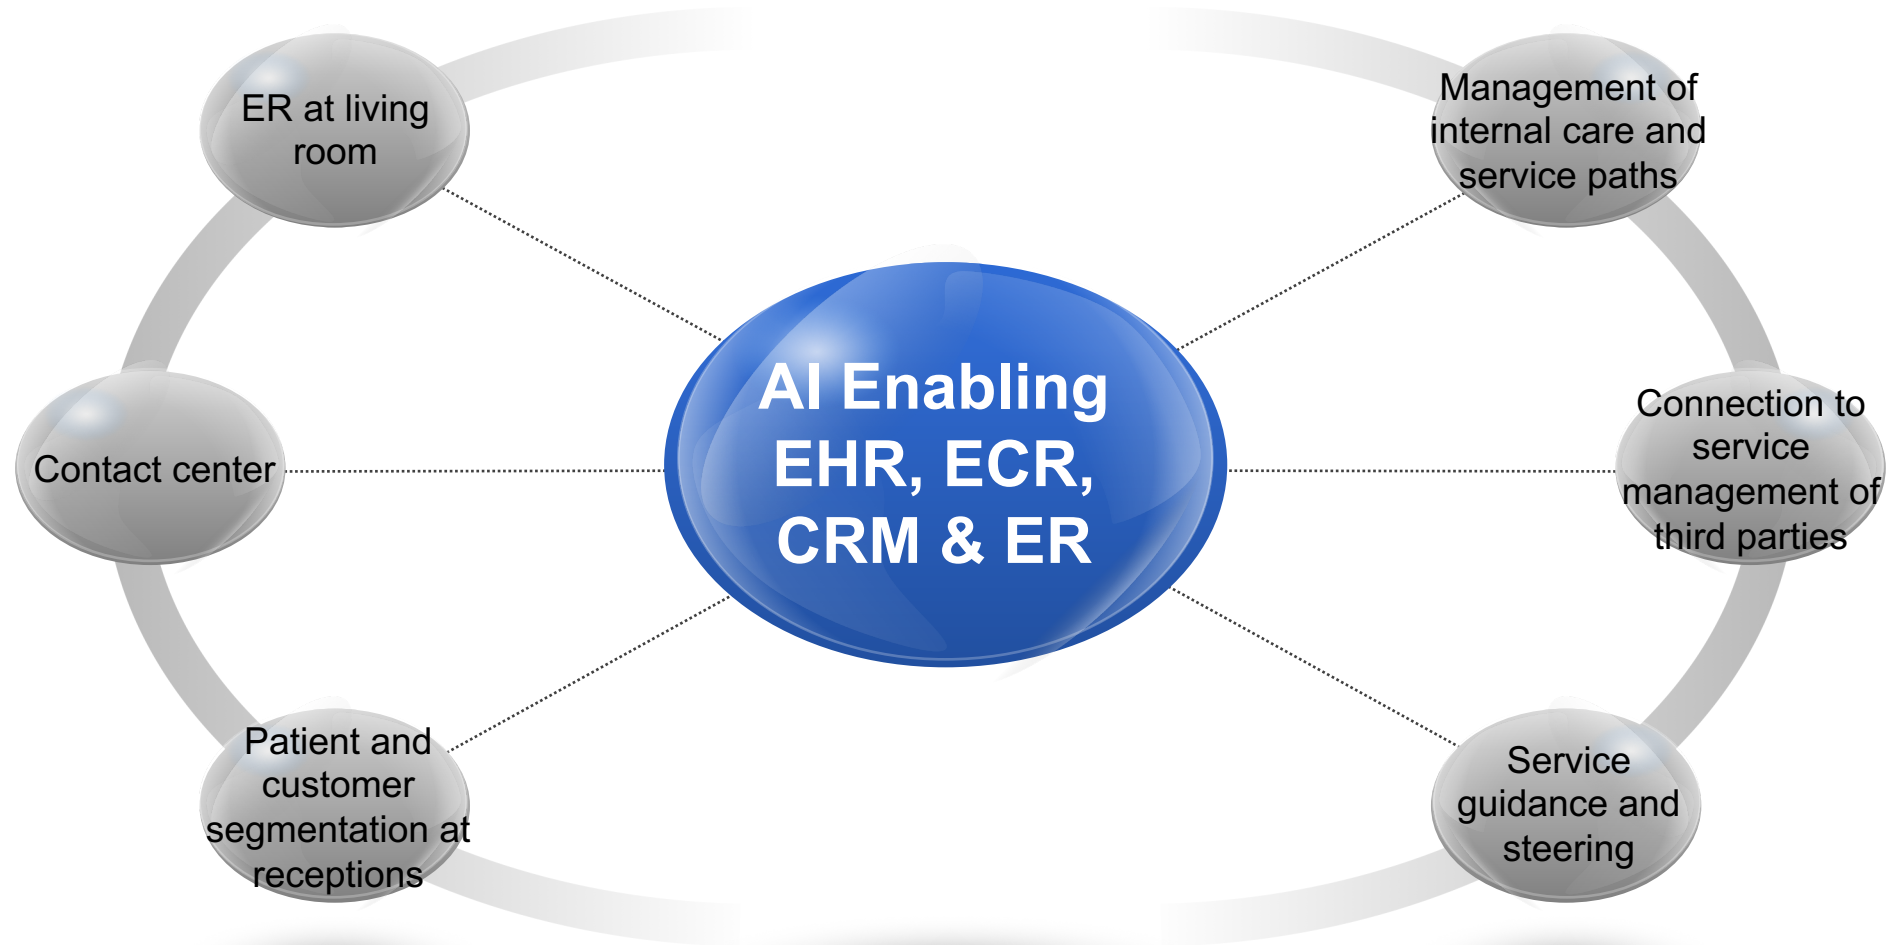 ER at living
room
Management of
internal care and
service paths
AI Enabling
EHR, ECR,
CRM & ER
Contact center
Connection to
service
management of
third parties
Patient and
customer
segmentation at
receptions
Service
guidance and
steering